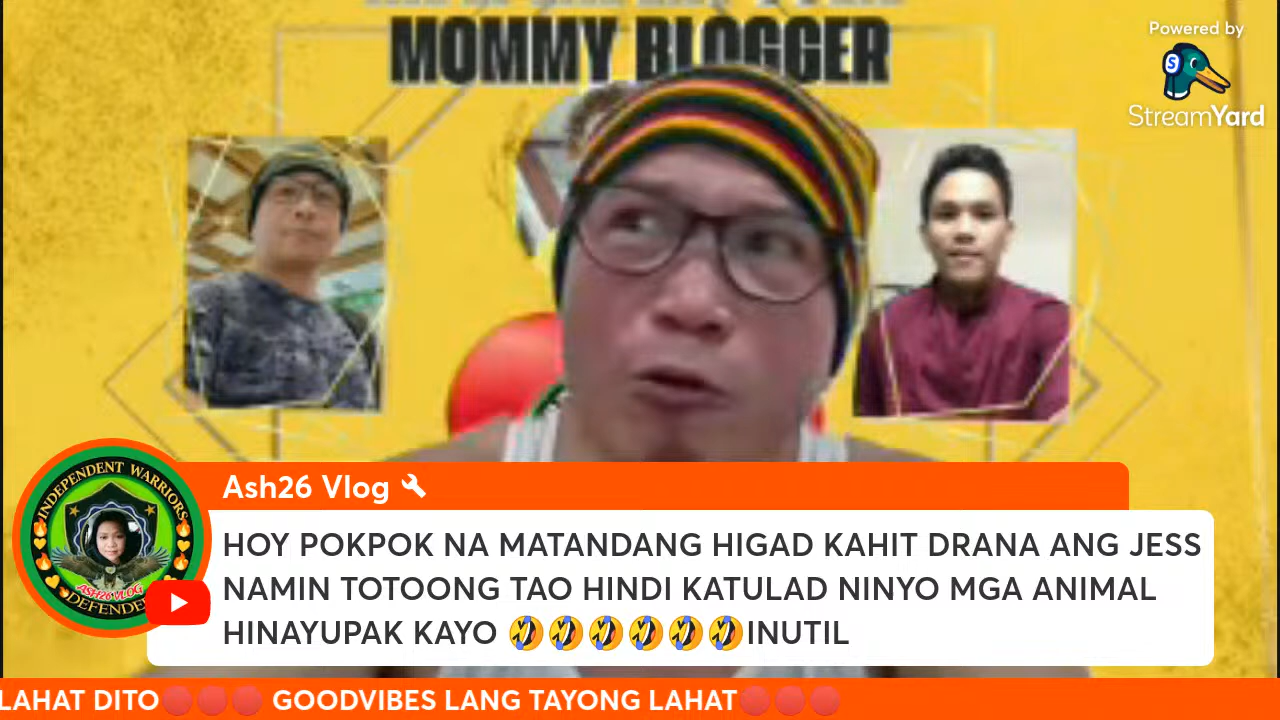 MOMMY BLOGGER
Powered by
StreamYard
INDEPENDENT WARRIORS
ASH26 VLOG
DEFENDER
Ash26 Vlog
HOY POKPOK NA MATANDANG HIGAD KAHIT DRANA ANG JESS
NAMIN TOTOONG TAO HINDI KATULAD NINYO MGA ANIMAL
HINAYUPAK KAYO 🤣🤣🤣🤣🤣🤣INUTIL
LAHAT DITO🔴🔴🔴 GOODVIBES LANG TAYONG LAHAT🔴🔴🔴